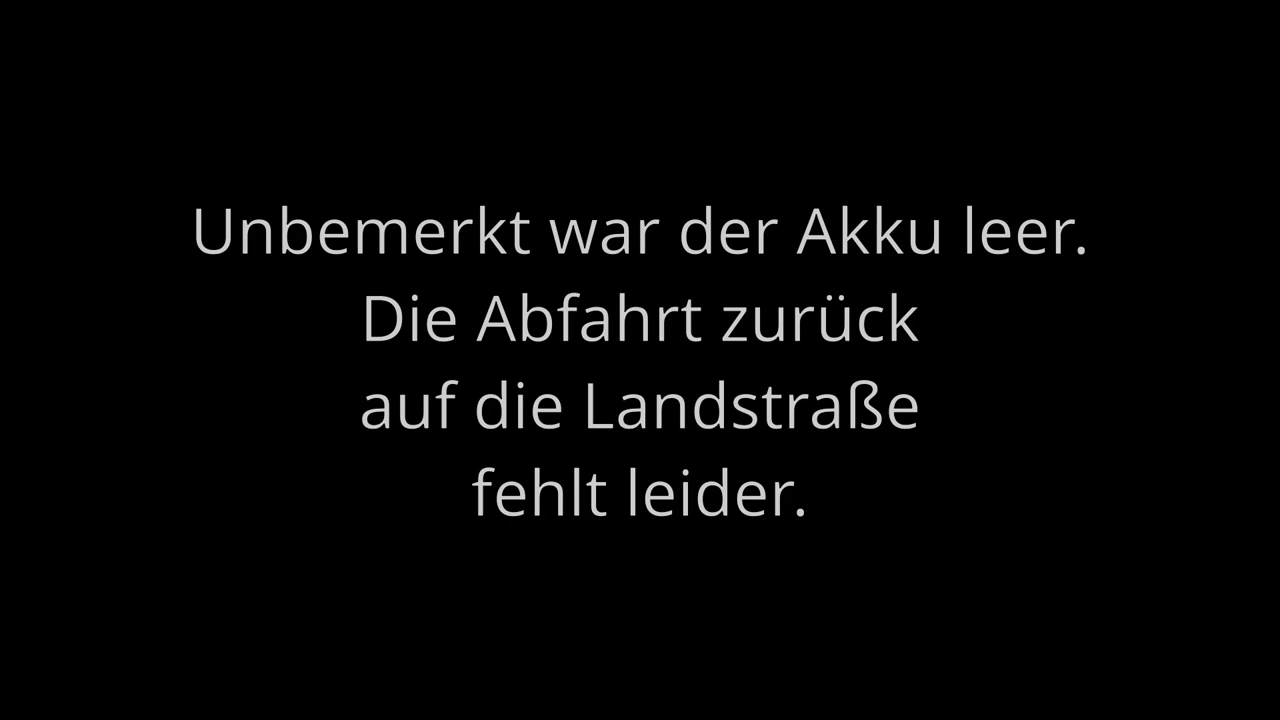 Unbemerkt war der Akku leer.
Die Abfahrt zurück
auf die Landstraße
fehlt leider.